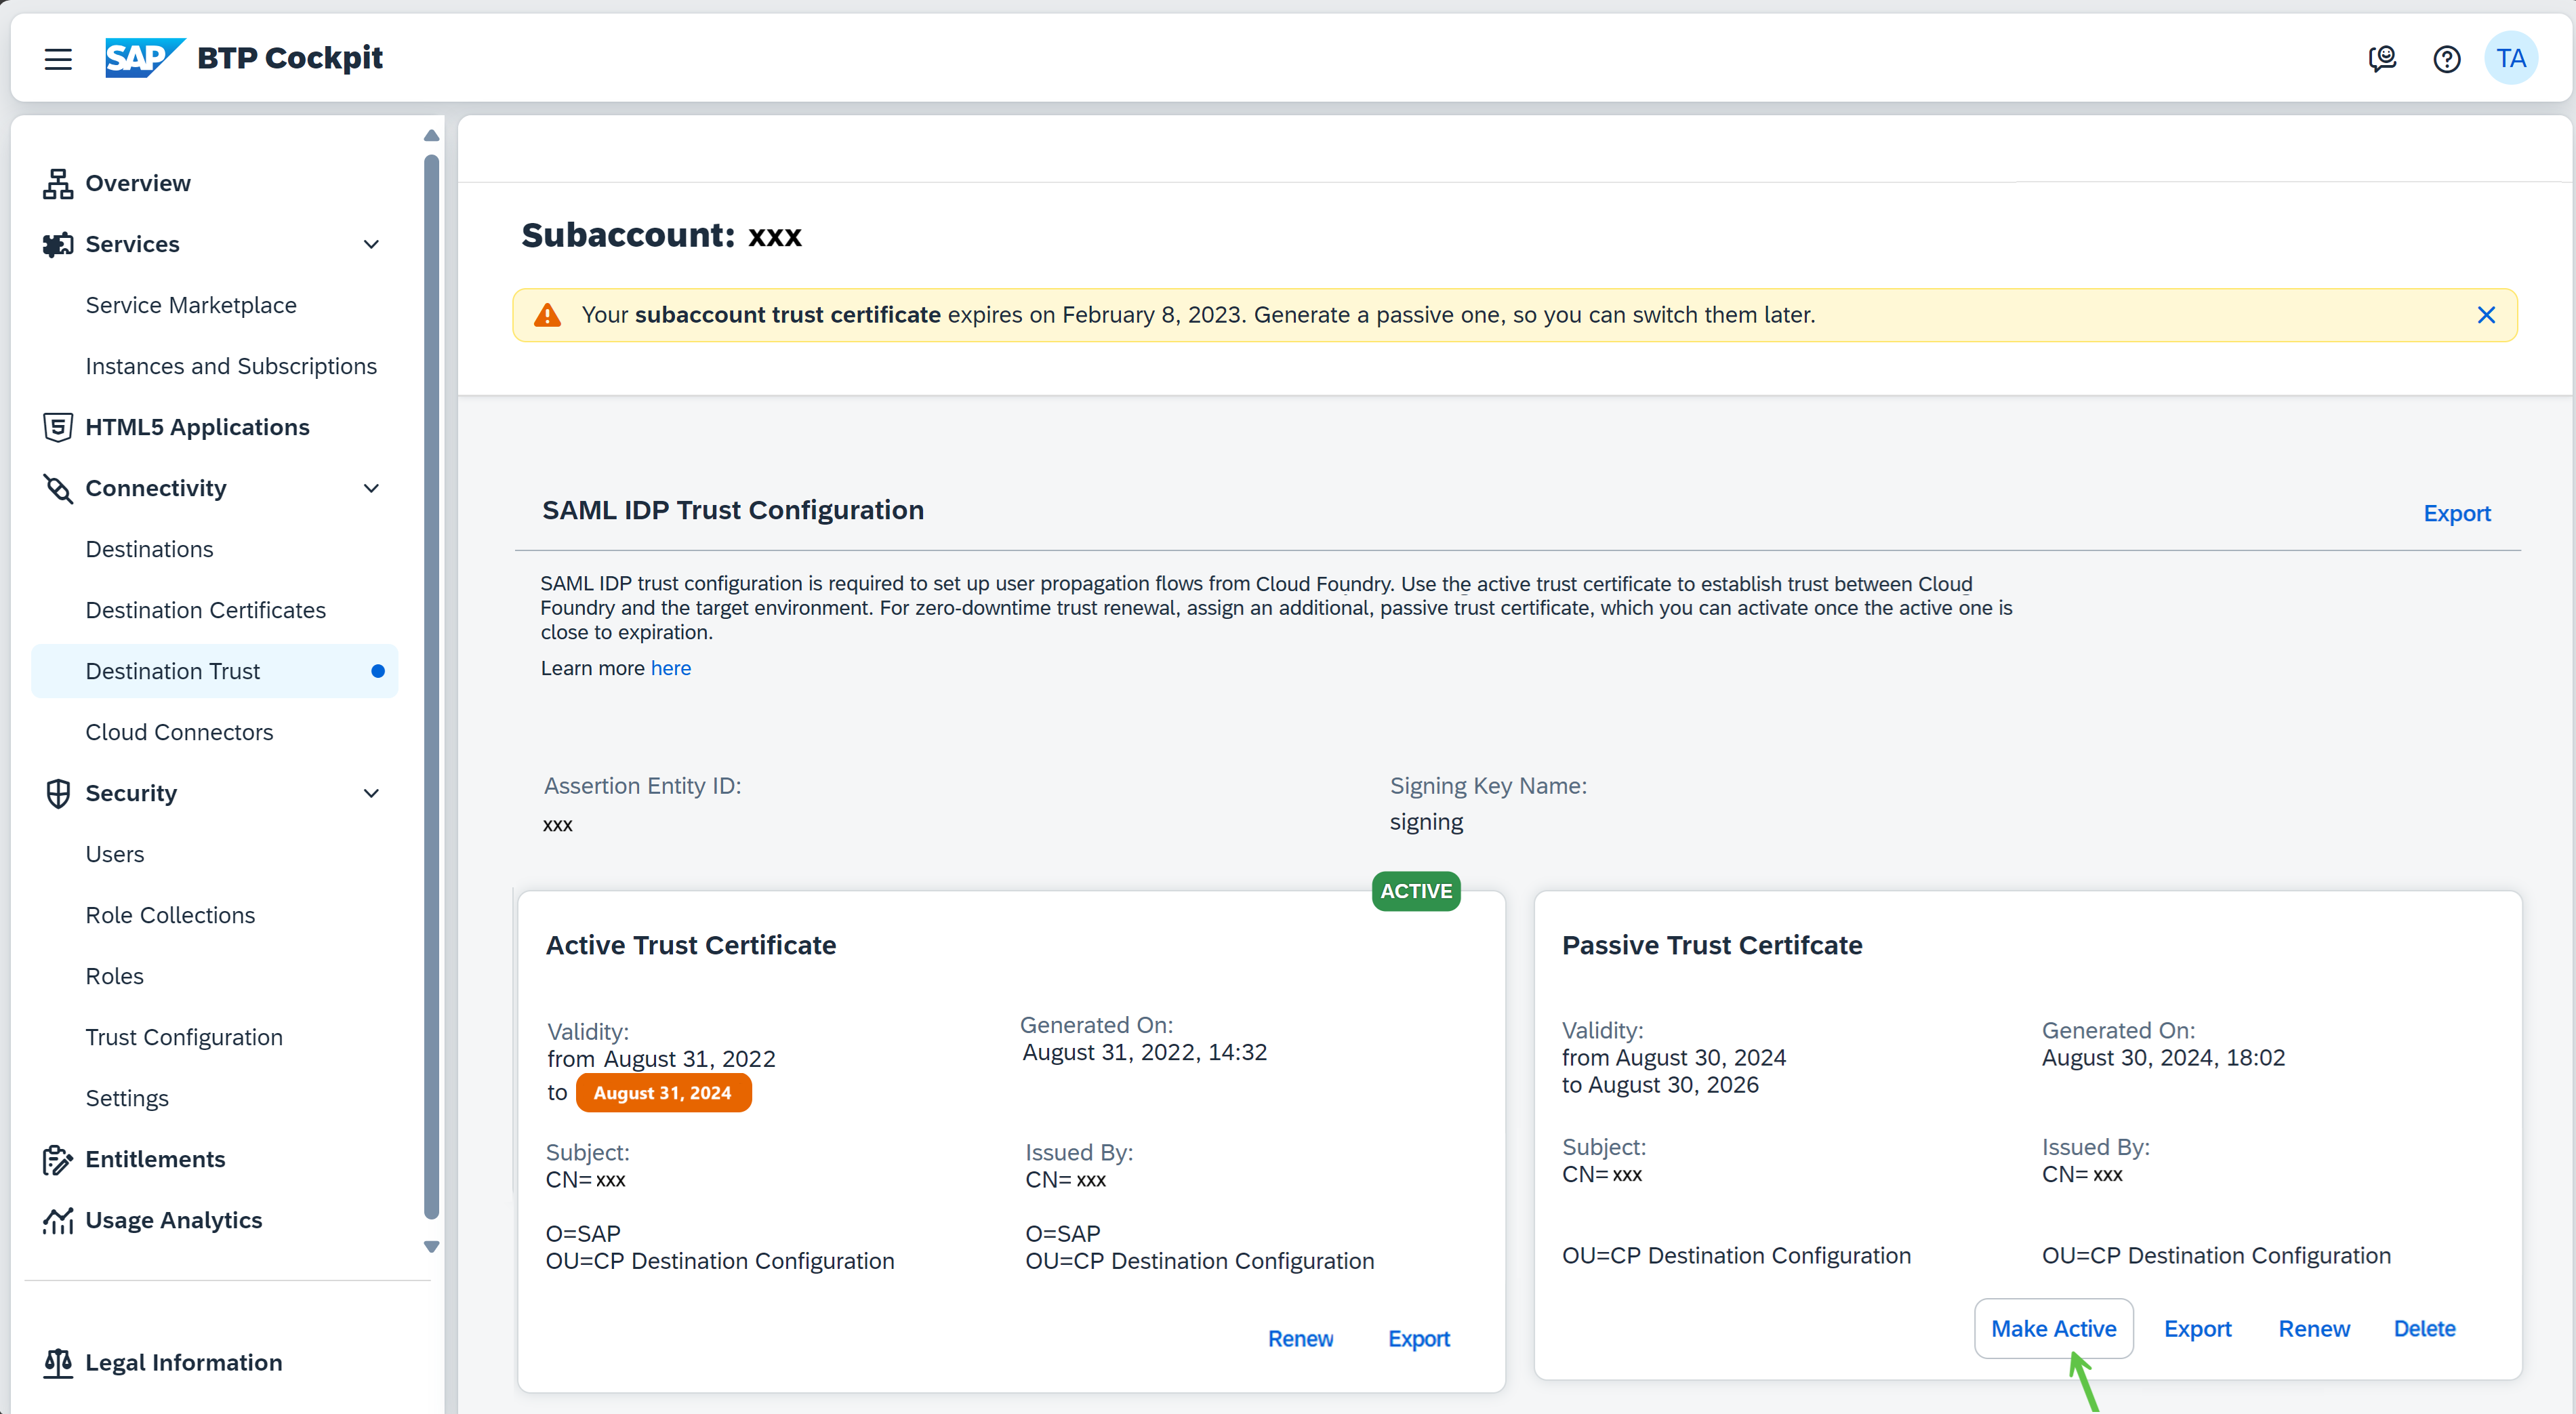 SAP BTP Cockpit
TA
Overview
Services
Service Marketplace
Instances and Subscriptions
HTML5 Applications
Connectivity
Destinations
Destination Certificates
Destination Trust
Cloud Connectors
Security
Users
Role Collections
Roles
Trust Configuration
Settings
Entitlements
Usage Analytics
Legal Information
Subaccount: xxx
Your subaccount trust certificate expires on February 8, 2023. Generate a passive one, so you can switch them later.
SAML IDP Trust Configuration
Export
SAML IDP trust configuration is required to set up user propagation flows from Cloud Foundry. Use the active trust certificate to establish trust between Cloud
Foundry and the target environment. For zero-downtime trust renewal, assign an additional, passive trust certificate, which you can activate once the active one is
close to expiration.
Learn more here
Assertion Entity ID:
xxx
Signing Key Name:
signing
ACTIVE
Active Trust Certificate
Validity:
from August 31, 2022
to August 31, 2024
Generated On:
August 31, 2022, 14:32
Subject:
CN= xxx
O=SAP
OU=CP Destination Configuration
Issued By:
CN= xxx
O=SAP
OU=CP Destination Configuration
Renew
Export
Passive Trust Certifcate
Validity:
from August 30, 2024
to August 30, 2026
Generated On:
August 30, 2024, 18:02
Subject:
CN= xxx
OU=CP Destination Configuration
Issued By:
CN= xxx
OU=CP Destination Configuration
Make Active
Export
Renew
Delete